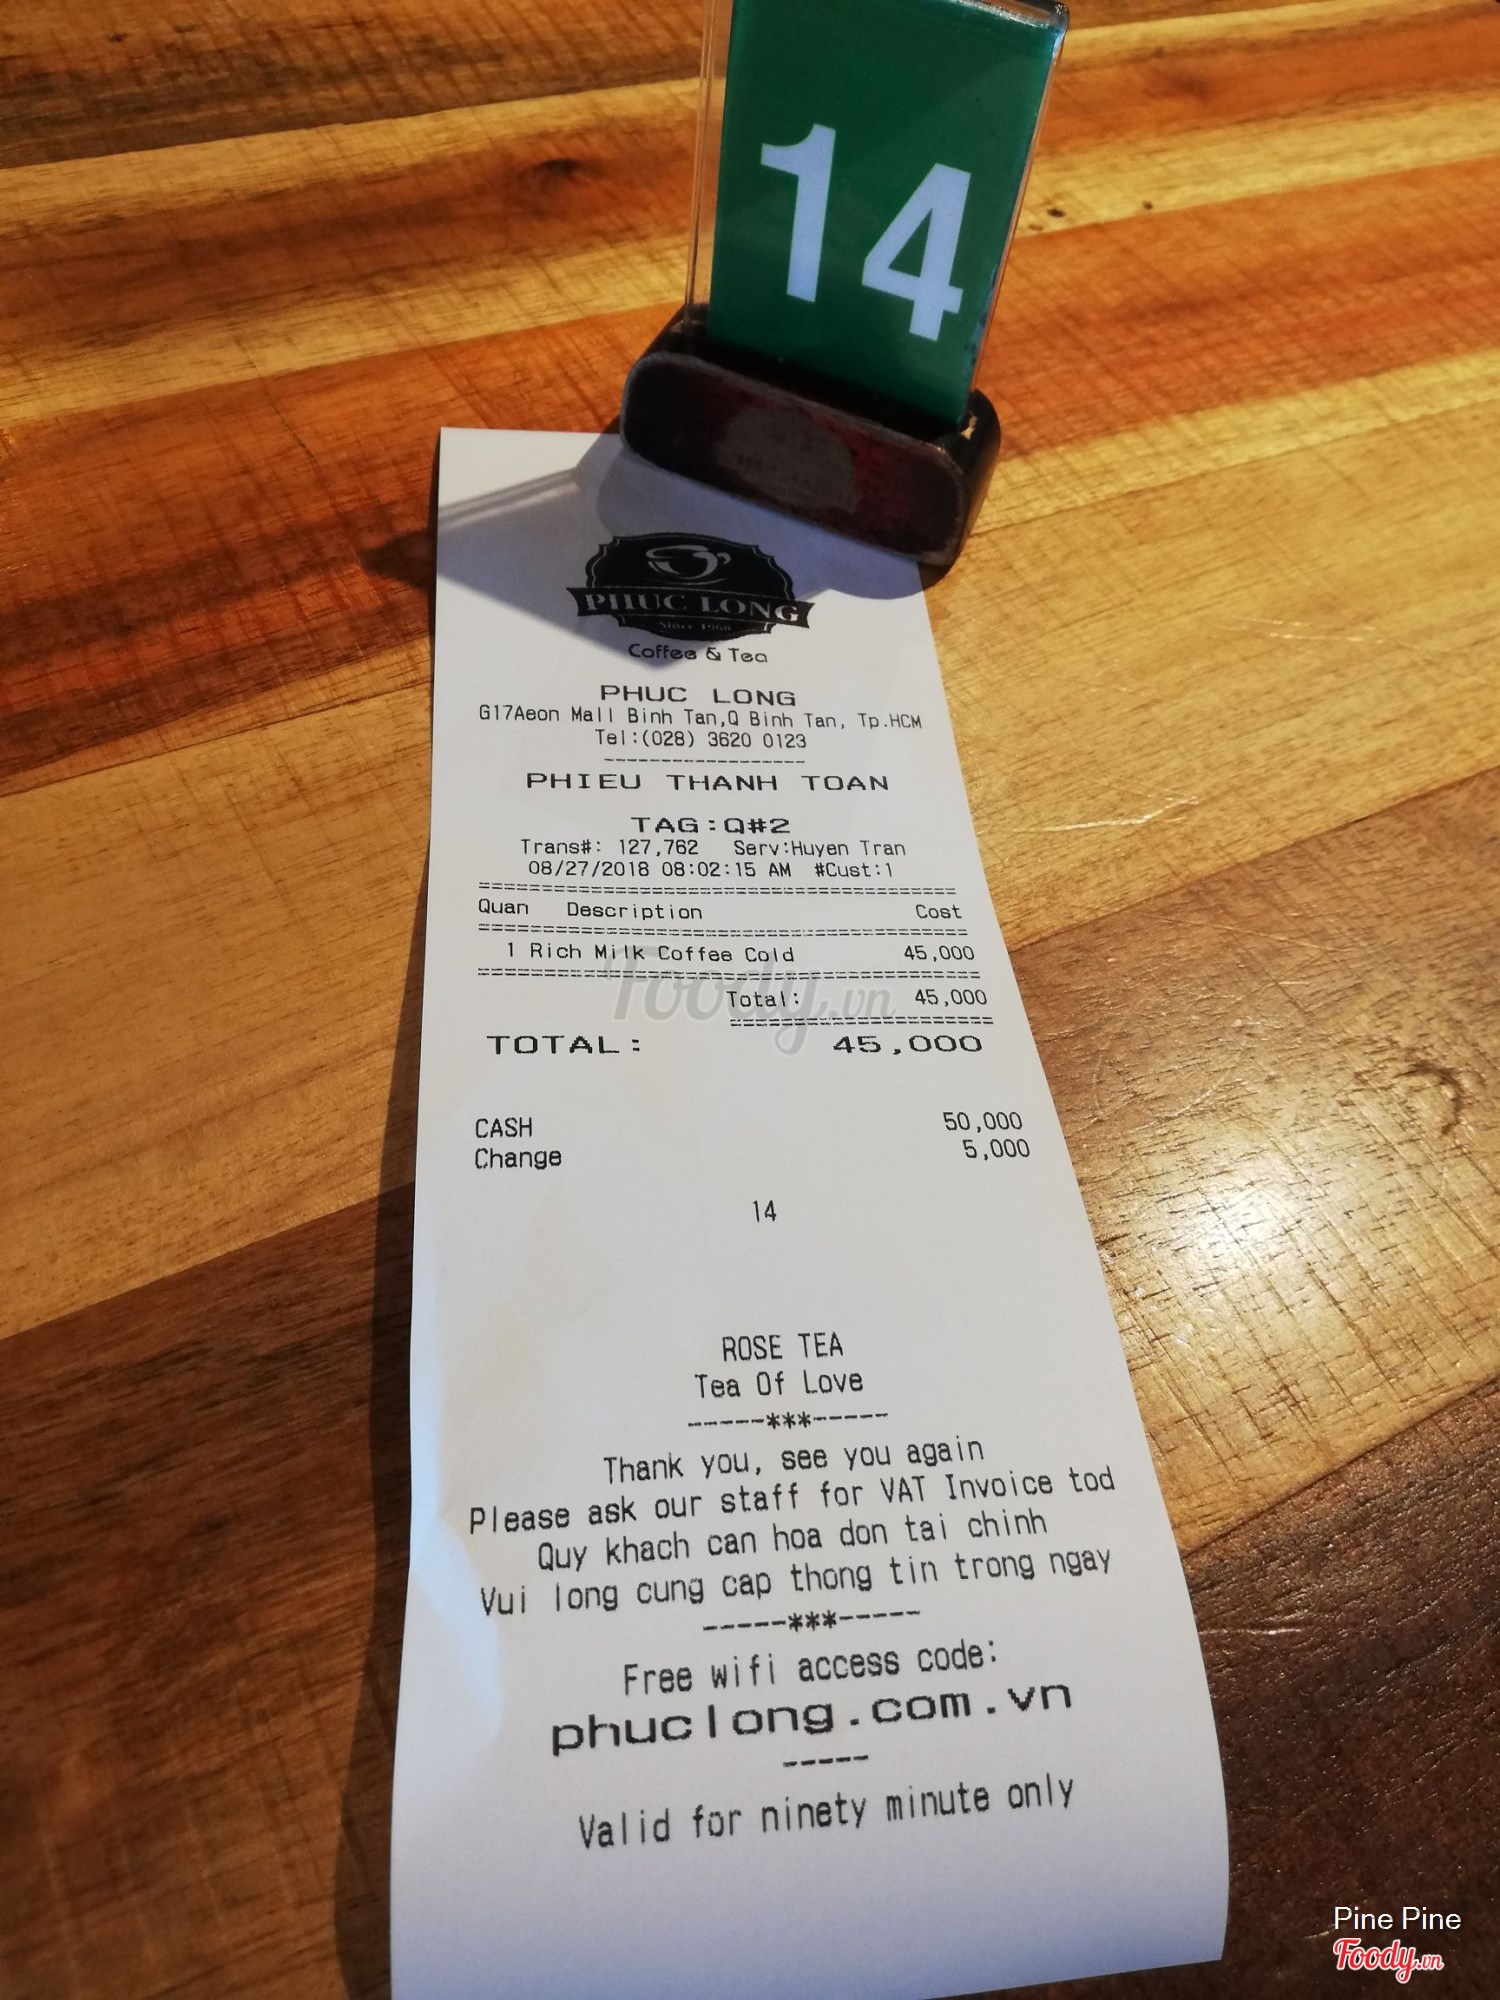 14
PHUC LONG
Since 1968
Coffee & Tea
PHUC LONG
G17Aeon Mall Binh Tan,Q Binh Tan, Tp.HCM
Tel:(028) 3620 0123
------------------
PHIEU THANH TOAN
TAG:Q#2
Trans#: 127,762 Serv:Huyen Tran
08/27/2018 08:02:15 AM #Cust:1
Quan Description Cost
1 Rich Milk Coffee Cold 45,000
Total: 45,000
TOTAL: 45,000
CASH 50,000
Change 5,000
14
ROSE TEA
Tea Of Love
-----***-----
Thank you, see you again
Please ask our staff for VAT Invoice tod
Quy khach can hoa don tai chinh
Vui long cung cap thong tin trong ngay
-----***-----
Free wifi access code:
phuclong.com.vn
-----
Valid for ninety minute only
Foody.vn
Pine Pine
Foody.vn